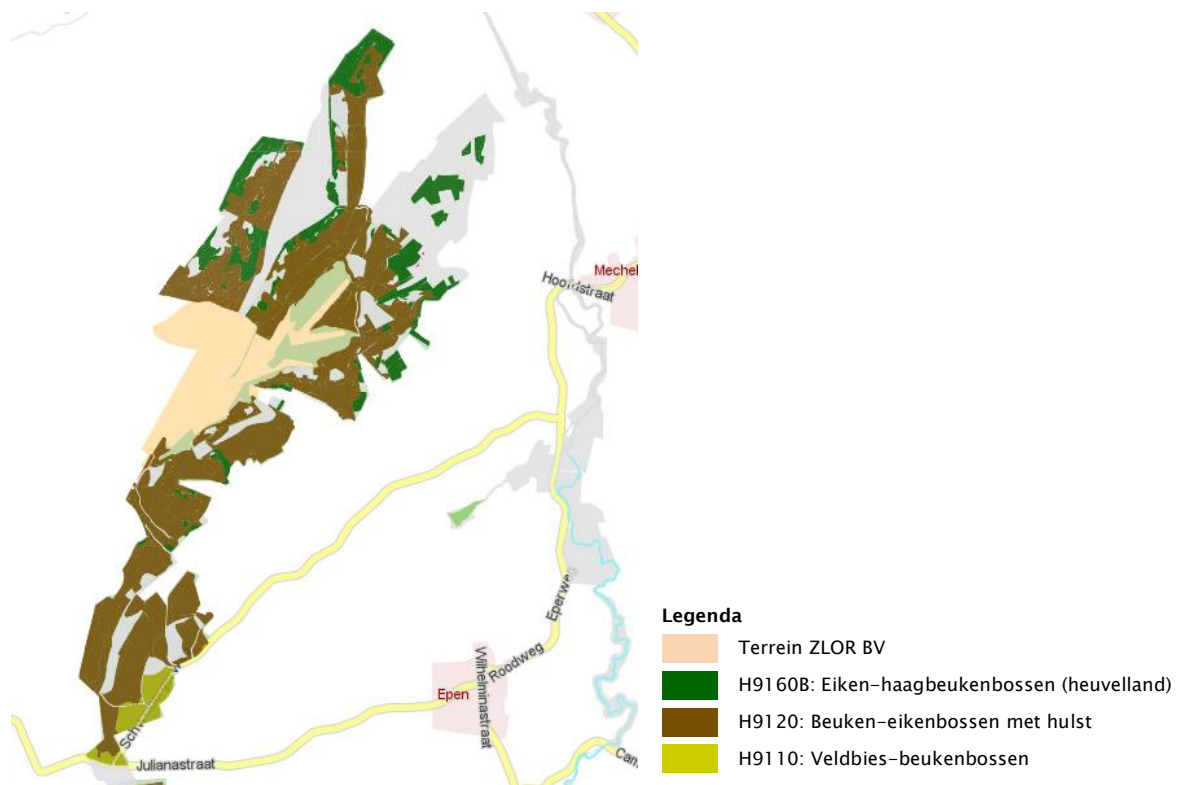 Mechel
Hoofdstraat
Eperweg
Roodweg
Wilhelminastraat
Epen
Julianastraat
Legenda
Terrein ZLOR BV
H9160B: Eiken-haagbeukenbossen (heuvelland)
H9120: Beuken-eikenbossen met hulst
H9110: Veldbies-beukenbossen